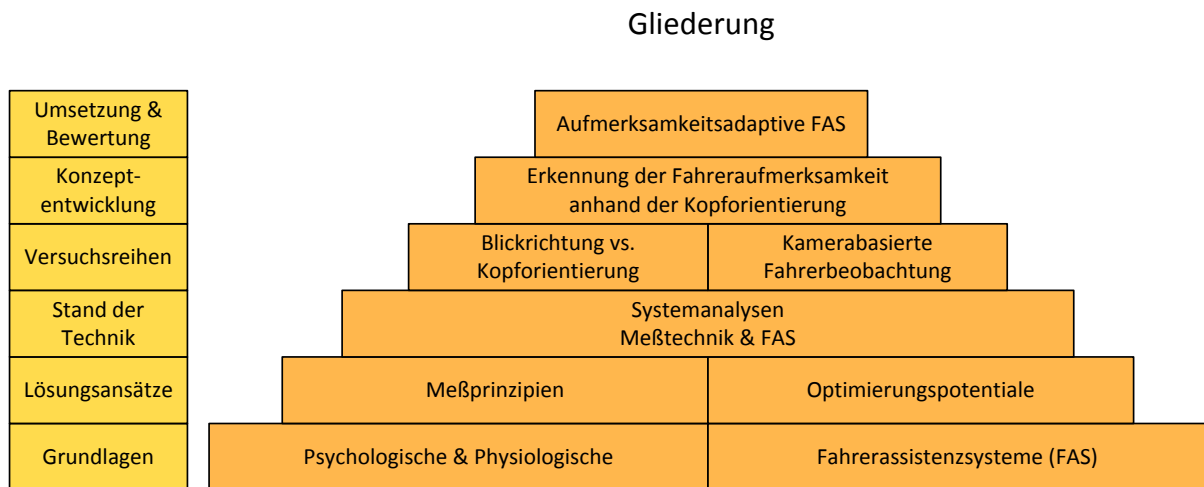 Gliederung
Umsetzung &
Bewertung
Aufmerksamkeitsadaptive FAS
Konzept-
entwicklung
Erkennung der Fahreraufmerksamkeit
anhand der Kopforientierung
Versuchsreihen
Blickrichtung vs.
Kopforientierung
Kamerabasierte
Fahrerbeobachtung
Stand der
Technik
Systemanalysen
Meßtechnik & FAS
Lösungsansätze
Meßprinzipien
Optimierungspotentiale
Grundlagen
Psychologische & Physiologische
Fahrerassistenzsysteme (FAS)